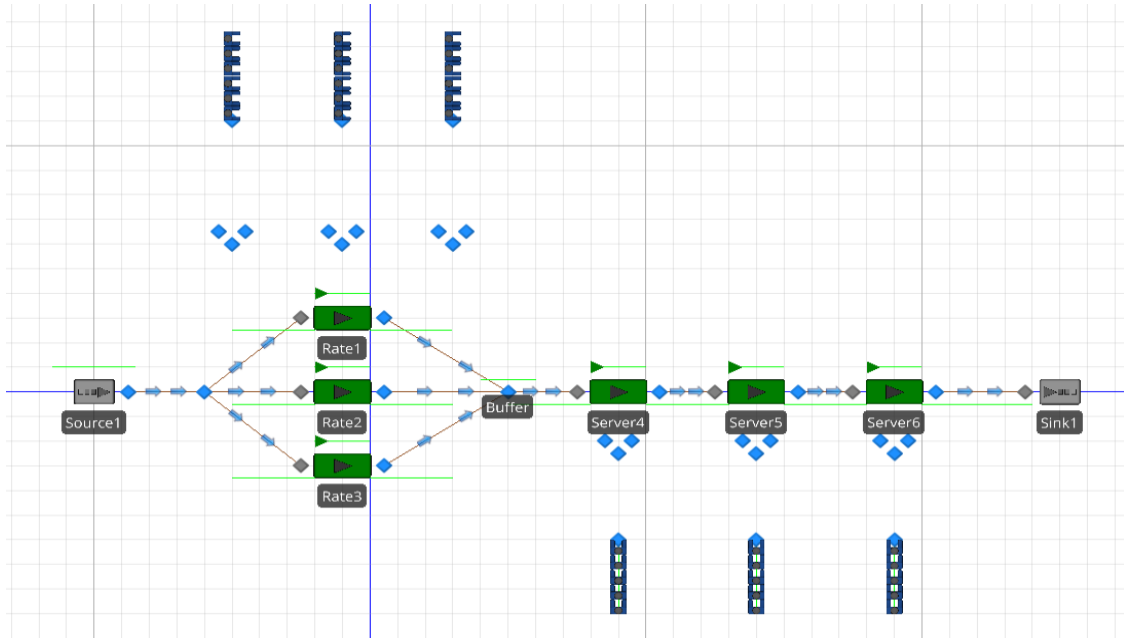 Rate1
Source1
Rate2
Buffer
Server4
Server5
Server6
Sink1
Rate3